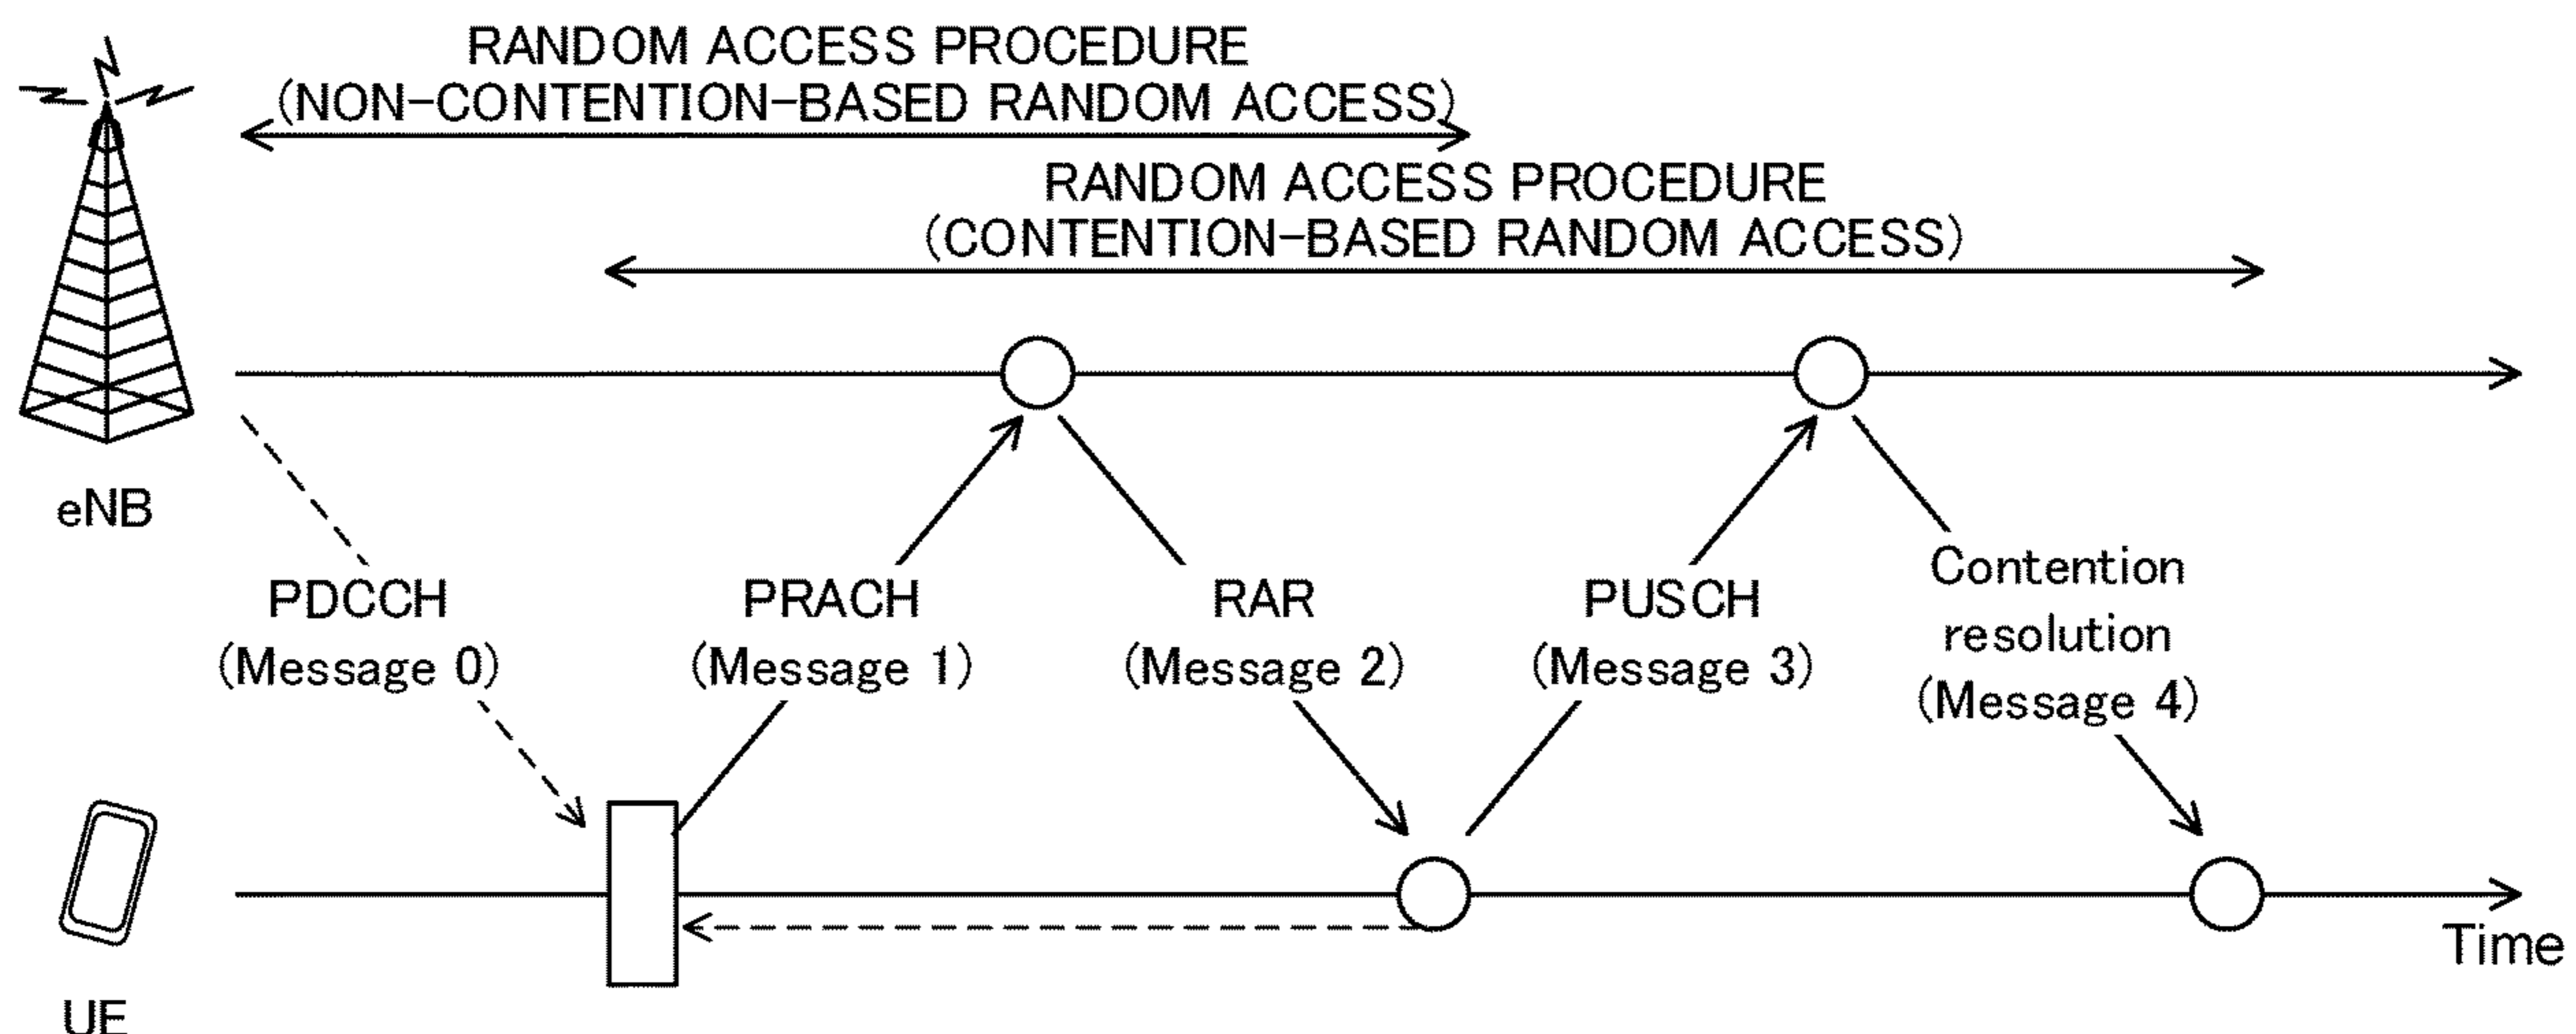 RANDOM ACCESS PROCEDURE
(NON-CONTENTION-BASED RANDOM ACCESS)
RANDOM ACCESS PROCEDURE
(CONTENTION-BASED RANDOM ACCESS)
eNB
PDCCH
(Message 0)
PRACH
(Message 1)
RAR
(Message 2)
PUSCH
(Message 3)
Contention
resolution
(Message 4)
Time
UE